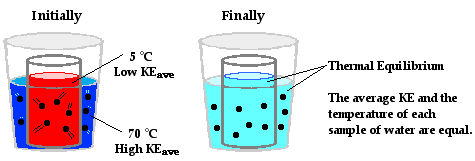 Initially
5 °C
Low KEave
70 °C
High KEave
Finally
Thermal Equilibrium
The average KE and the
temperature of each
sample of water are equal.